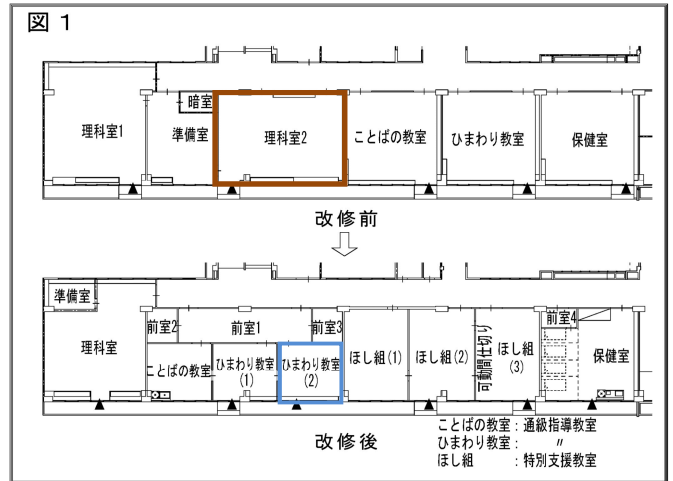 図 1
暗室
理科室1
準備室
理科室2
ことばの教室
ひまわり教室
保健室
改修前
準備室
前室2
前室1
前室3
前室4
理科室
ことばの教室
ひまわり教室
(1)
ひまわり教室
(2)
ほし組(1)
ほし組(2)
可動間仕切り
ほし組
(3)
保健室
改修後
ことばの教室:通級指導教室
ひまわり教室: 〃
ほし組 :特別支援教室